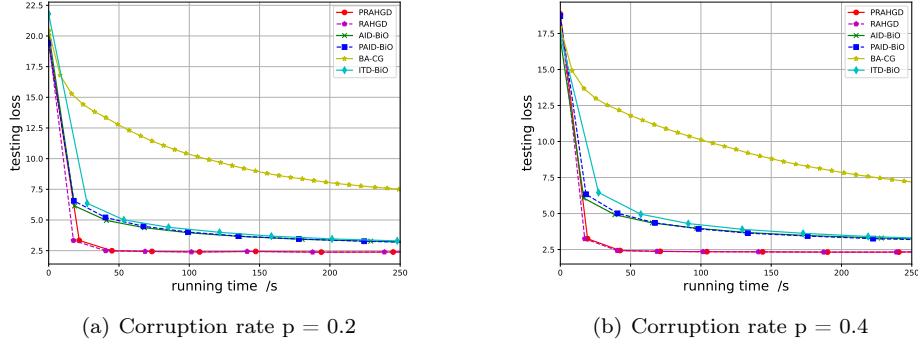 22.5
20.0
17.5
15.0
12.5
10.0
7.5
5.0
2.5
testing loss
0
50
100
150
200
250
running time /s
PRAHGD
RAHGD
AID-BiO
PAID-BiO
BA-CG
ITD-BiO
(a) Corruption rate p = 0.2
17.5
15.0
12.5
10.0
7.5
5.0
2.5
testing loss
0
50
100
150
200
250
running time /s
PRAHGD
RAHGD
AID-BiO
PAID-BiO
BA-CG
ITD-BiO
(b) Corruption rate p = 0.4